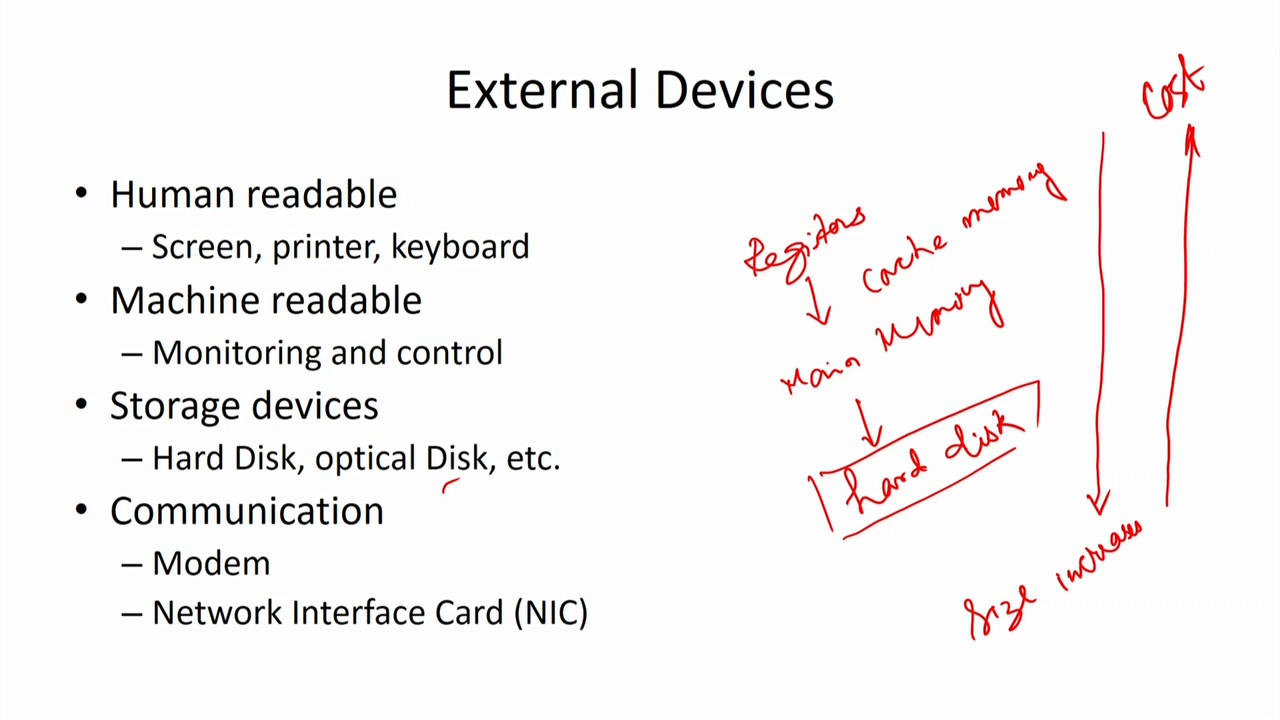 External Devices
• Human readable
– Screen, printer, keyboard
• Machine readable
– Monitoring and control
• Storage devices
– Hard Disk, optical Disk, etc.
• Communication
– Modem
– Network Interface Card (NIC)
Cost
Registors
Cache memory
Main Memory
hard disk
Size increases